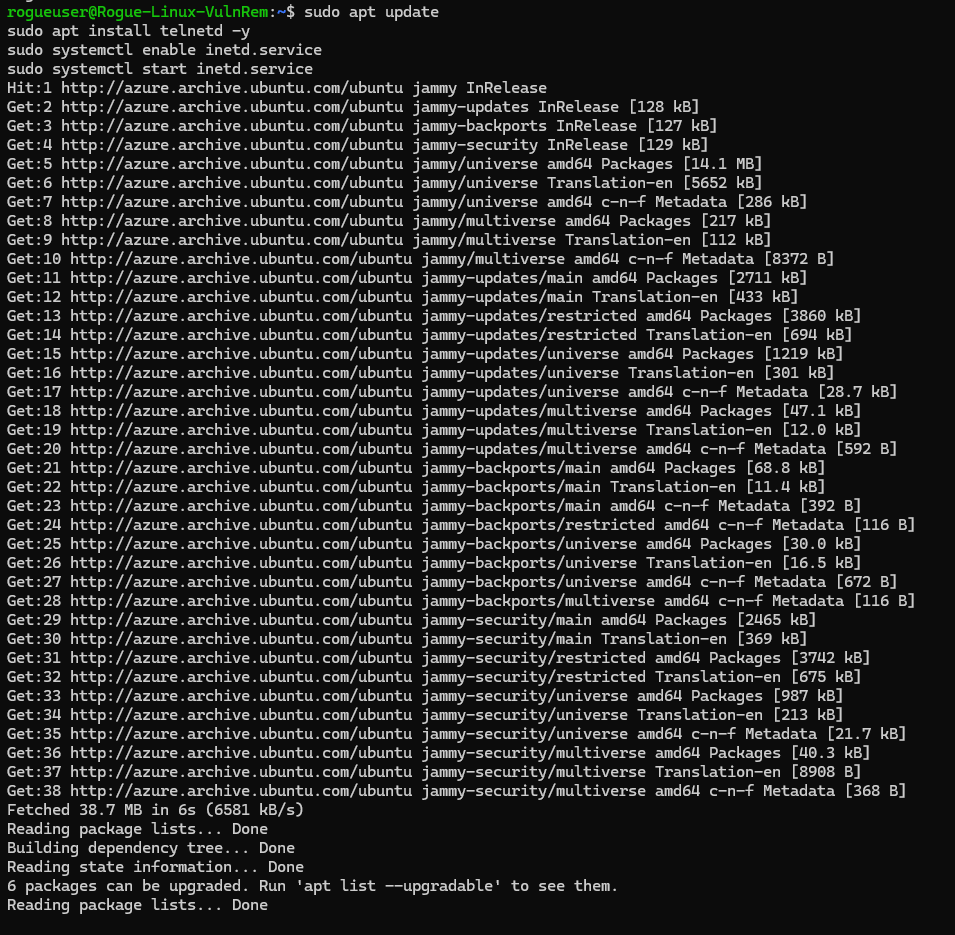 rogueuser@Rogue-Linux-VulnRem:~$ sudo apt update
sudo apt install telnetd -y
sudo systemctl enable inetd.service
sudo systemctl start inetd.service
Hit:1 http://azure.archive.ubuntu.com/ubuntu jammy InRelease
Get:2 http://azure.archive.ubuntu.com/ubuntu jammy-updates InRelease [128 kB]
Get:3 http://azure.archive.ubuntu.com/ubuntu jammy-backports InRelease [127 kB]
Get:4 http://azure.archive.ubuntu.com/ubuntu jammy-security InRelease [129 kB]
Get:5 http://azure.archive.ubuntu.com/ubuntu jammy/universe amd64 Packages [14.1 MB]
Get:6 http://azure.archive.ubuntu.com/ubuntu jammy/universe Translation-en [5652 kB]
Get:7 http://azure.archive.ubuntu.com/ubuntu jammy/universe amd64 c-n-f Metadata [286 kB]
Get:8 http://azure.archive.ubuntu.com/ubuntu jammy/multiverse amd64 Packages [217 kB]
Get:9 http://azure.archive.ubuntu.com/ubuntu jammy/multiverse Translation-en [112 kB]
Get:10 http://azure.archive.ubuntu.com/ubuntu jammy/multiverse amd64 c-n-f Metadata [8372 B]
Get:11 http://azure.archive.ubuntu.com/ubuntu jammy-updates/main amd64 Packages [2711 kB]
Get:12 http://azure.archive.ubuntu.com/ubuntu jammy-updates/main Translation-en [433 kB]
Get:13 http://azure.archive.ubuntu.com/ubuntu jammy-updates/restricted amd64 Packages [3860 kB]
Get:14 http://azure.archive.ubuntu.com/ubuntu jammy-updates/restricted Translation-en [694 kB]
Get:15 http://azure.archive.ubuntu.com/ubuntu jammy-updates/universe amd64 Packages [1219 kB]
Get:16 http://azure.archive.ubuntu.com/ubuntu jammy-updates/universe Translation-en [301 kB]
Get:17 http://azure.archive.ubuntu.com/ubuntu jammy-updates/universe amd64 c-n-f Metadata [28.7 kB]
Get:18 http://azure.archive.ubuntu.com/ubuntu jammy-updates/multiverse amd64 Packages [47.1 kB]
Get:19 http://azure.archive.ubuntu.com/ubuntu jammy-updates/multiverse Translation-en [12.0 kB]
Get:20 http://azure.archive.ubuntu.com/ubuntu jammy-updates/multiverse amd64 c-n-f Metadata [592 B]
Get:21 http://azure.archive.ubuntu.com/ubuntu jammy-backports/main amd64 Packages [68.8 kB]
Get:22 http://azure.archive.ubuntu.com/ubuntu jammy-backports/main Translation-en [11.4 kB]
Get:23 http://azure.archive.ubuntu.com/ubuntu jammy-backports/main amd64 c-n-f Metadata [392 B]
Get:24 http://azure.archive.ubuntu.com/ubuntu jammy-backports/restricted amd64 c-n-f Metadata [116 B]
Get:25 http://azure.archive.ubuntu.com/ubuntu jammy-backports/universe amd64 Packages [30.0 kB]
Get:26 http://azure.archive.ubuntu.com/ubuntu jammy-backports/universe Translation-en [16.5 kB]
Get:27 http://azure.archive.ubuntu.com/ubuntu jammy-backports/universe amd64 c-n-f Metadata [672 B]
Get:28 http://azure.archive.ubuntu.com/ubuntu jammy-backports/multiverse amd64 c-n-f Metadata [116 B]
Get:29 http://azure.archive.ubuntu.com/ubuntu jammy-security/main amd64 Packages [2465 kB]
Get:30 http://azure.archive.ubuntu.com/ubuntu jammy-security/main Translation-en [369 kB]
Get:31 http://azure.archive.ubuntu.com/ubuntu jammy-security/restricted amd64 Packages [3742 kB]
Get:32 http://azure.archive.ubuntu.com/ubuntu jammy-security/restricted Translation-en [675 kB]
Get:33 http://azure.archive.ubuntu.com/ubuntu jammy-security/universe amd64 Packages [987 kB]
Get:34 http://azure.archive.ubuntu.com/ubuntu jammy-security/universe Translation-en [213 kB]
Get:35 http://azure.archive.ubuntu.com/ubuntu jammy-security/universe amd64 c-n-f Metadata [21.7 kB]
Get:36 http://azure.archive.ubuntu.com/ubuntu jammy-security/multiverse amd64 Packages [40.3 kB]
Get:37 http://azure.archive.ubuntu.com/ubuntu jammy-security/multiverse Translation-en [8908 B]
Get:38 http://azure.archive.ubuntu.com/ubuntu jammy-security/multiverse amd64 c-n-f Metadata [368 B]
Fetched 38.7 MB in 6s (6581 kB/s)
Reading package lists... Done
Building dependency tree... Done
Reading state information... Done
6 packages can be upgraded. Run 'apt list --upgradable' to see them.
Reading package lists... Done